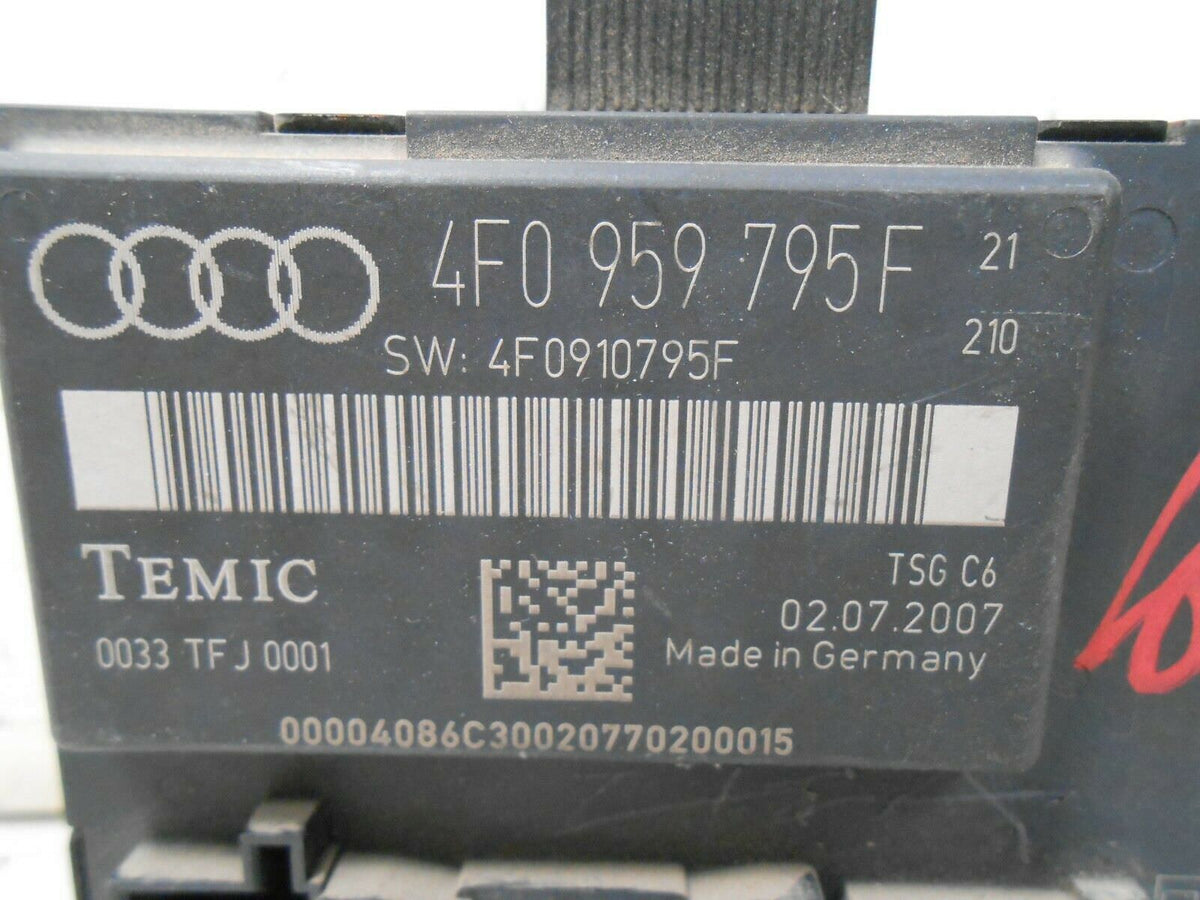 4F0 959 795F 21
SW: 4F0910795F 210
TEMIC
TSG C6
02.07.2007
0033 TFJ 0001
Made in Germany
00004086C30020770200015